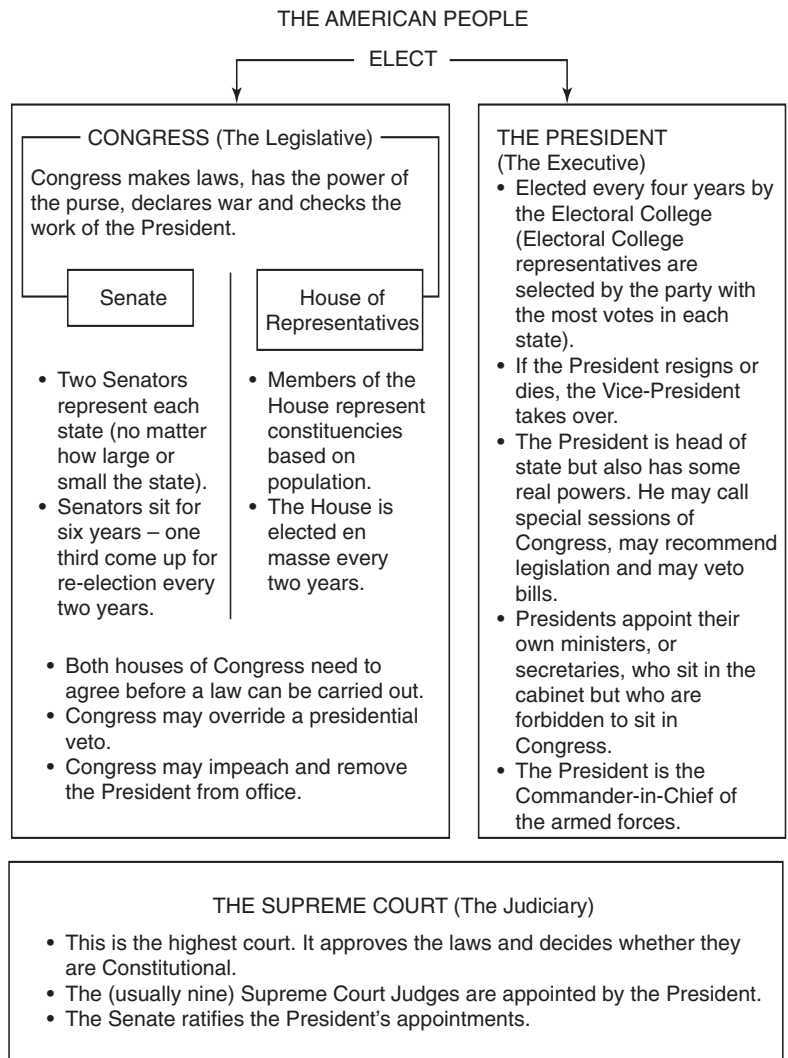 THE AMERICAN PEOPLE
ELECT
CONGRESS (The Legislative)
Congress makes laws, has the power of
the purse, declares war and checks the
work of the President.
Senate
• Two Senators
represent each
state (no matter
how large or
small the state).
• Senators sit for
six years – one
third come up for
re-election every
two years.
House of
Representatives
• Members of the
House represent
constituencies
based on
population.
• The House is
elected en
masse every
two years.
• Both houses of Congress need to
agree before a law can be carried out.
• Congress may override a presidential
veto.
• Congress may impeach and remove
the President from office.
THE PRESIDENT
(The Executive)
• Elected every four years by
the Electoral College
(Electoral College
representatives are
selected by the party with
the most votes in each
state).
• If the President resigns or
dies, the Vice-President
takes over.
• The President is head of
state but also has some
real powers. He may call
special sessions of
Congress, may recommend
legislation and may veto
bills.
• Presidents appoint their
own ministers, or
secretaries, who sit in the
cabinet but who are
forbidden to sit in
Congress.
• The President is the
Commander-in-Chief of
the armed forces.
THE SUPREME COURT (The Judiciary)
• This is the highest court. It approves the laws and decides whether they
are Constitutional.
• The (usually nine) Supreme Court Judges are appointed by the President.
• The Senate ratifies the President's appointments.